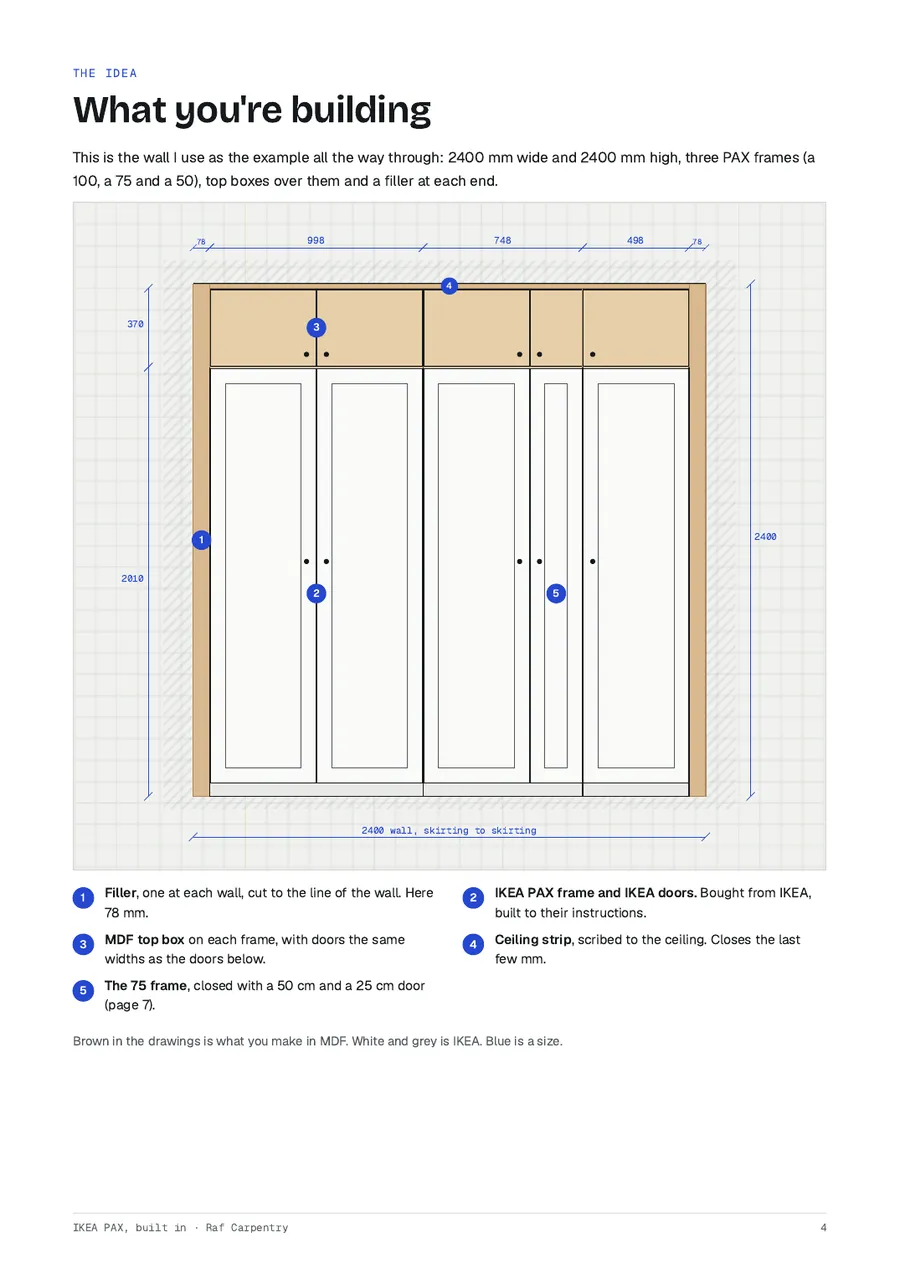 THE IDEA
What you're building
This is the wall I use as the example all the way through: 2400 mm wide and 2400 mm high, three PAX frames (a
100, a 75 and a 50), top boxes over them and a filler at each end.
78 998 748 498 78
4
370
3
1
2400
2010
2
5
2400 wall, skirting to skirting
1 Filler, one at each wall, cut to the line of the wall. Here
78 mm.
2 IKEA PAX frame and IKEA doors. Bought from IKEA,
built to their instructions.
3 MDF top box on each frame, with doors the same
widths as the doors below.
4 Ceiling strip, scribed to the ceiling. Closes the last
few mm.
5 The 75 frame, closed with a 50 cm and a 25 cm door
(page 7).
Brown in the drawings is what you make in MDF. White and grey is IKEA. Blue is a size.
IKEA PAX, built in · Raf Carpentry
4